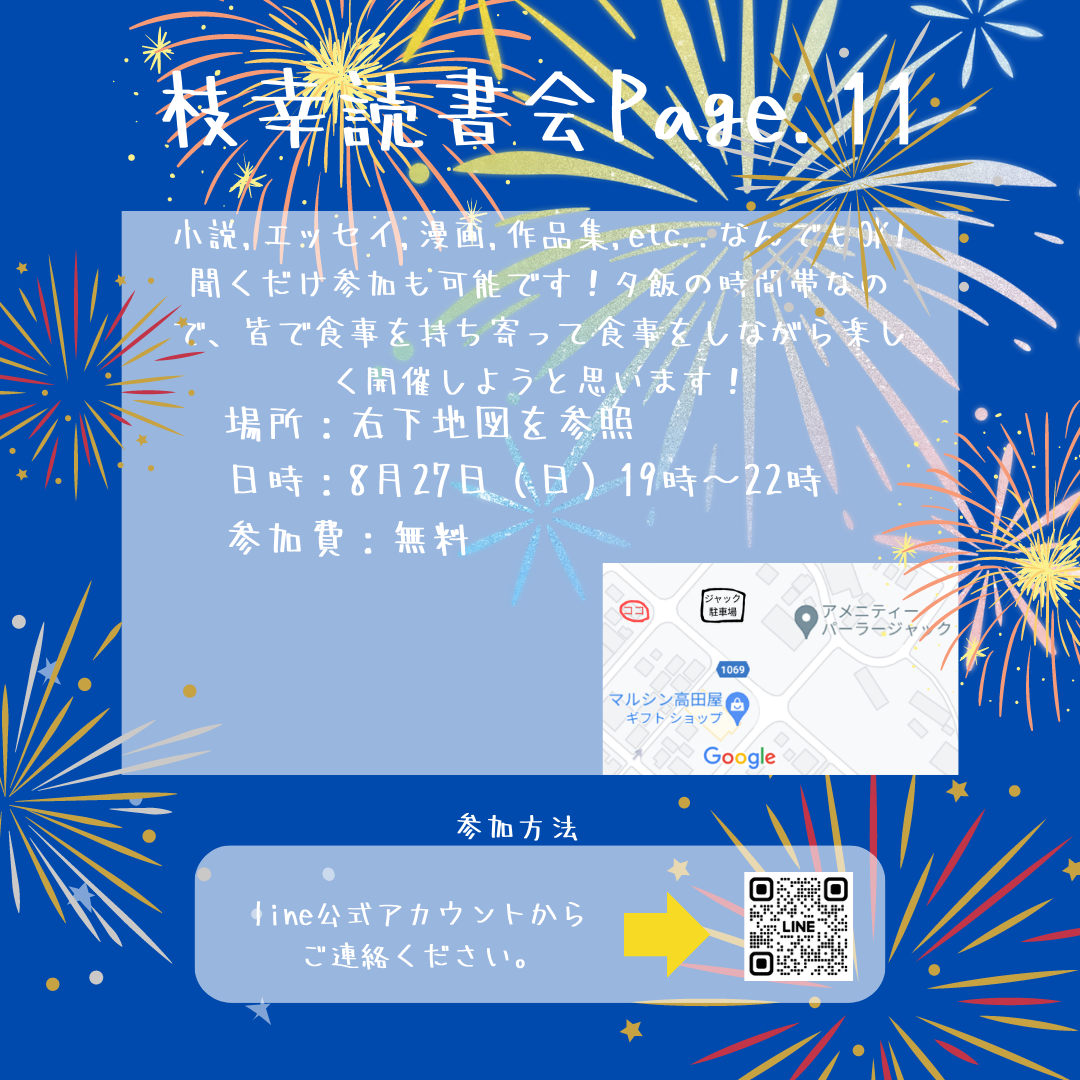 枝幸読書会Page. 11
小説,エッセイ,漫画,作品集,etc..なんでもOK!
聞くだけ参加も可能です！夕飯の時間帯なの
で、皆で食事を持ち寄って食事をしながら楽し
く開催しようと思います！
場所：右下地図を参照
日時：8月27日（日）19時〜22時
参加費：無料
ココ
ジャック
駐車場
アメニティー
パーラージャック
1069
マルシン高田屋
ギフト ショップ
Google
参加方法
line公式アカウントから
ご連絡ください。
LINE